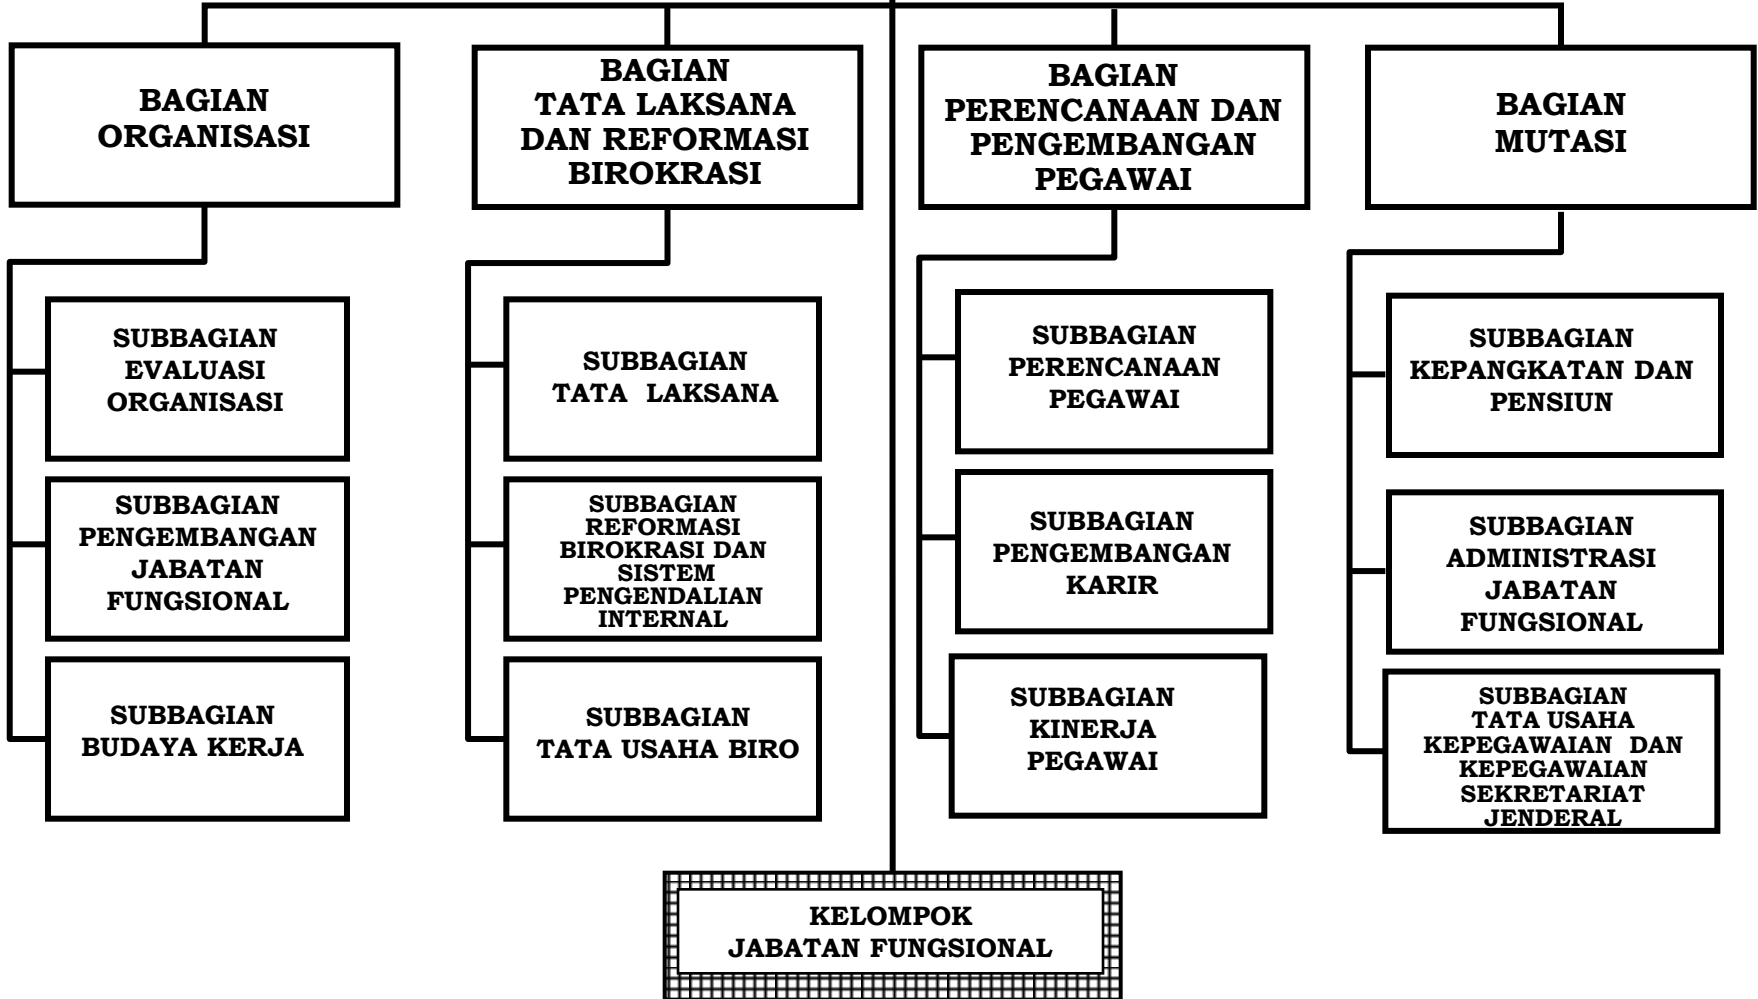 BAGIAN
ORGANISASI
BAGIAN
TATA LAKSANA
DAN REFORMASI
BIROKRASI
BAGIAN
PERENCANAAN DAN
PENGEMBANGAN
PEGAWAI
BAGIAN
MUTASI
SUBBAGIAN
EVALUASI
ORGANISASI
SUBBAGIAN
PENGEMBANGAN
JABATAN
FUNGSIONAL
SUBBAGIAN
BUDAYA KERJA
SUBBAGIAN
TATA LAKSANA
SUBBAGIAN
REFORMASI
BIROKRASI DAN
SISTEM
PENGENDALIAN
INTERNAL
SUBBAGIAN
TATA USAHA BIRO
SUBBAGIAN
PERENCANAAN
PEGAWAI
SUBBAGIAN
PENGEMBANGAN
KARIR
SUBBAGIAN
KINERJA
PEGAWAI
SUBBAGIAN
KEPANGKATAN DAN
PENSIUN
SUBBAGIAN
ADMINISTRASI
JABATAN
FUNGSIONAL
SUBBAGIAN
TATA USAHA
KEPEGAWAIAN DAN
KEPEGAWAIAN
SEKRETARIAT
JENDERAL
KELOMPOK
JABATAN FUNGSIONAL